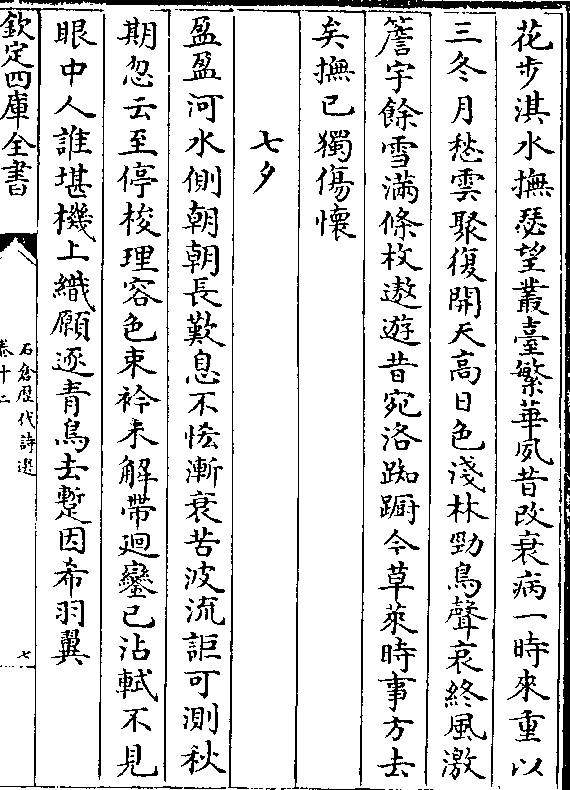 花步淇水撫瑟望叢臺繁華夙昔改衰病一時來重以
三冬月愁雲聚復開天高日色淺林勁鳥聲哀終風激
簷宇餘雪滿條枚遨遊昔宛洛踟躕今草萊時事方去
矣撫已獨傷懷
七夕
盈盈河水側朝朝長歎息不恡漸衰苦波流詎可測秋
期忽云至停梭理容色束衿未解帶廻鑾已沾軾不見
眼中人誰堪機上織願逐青鳥去蹔因希羽翼
欽定四庫全書
石倉歴代詩選
卷十二
七